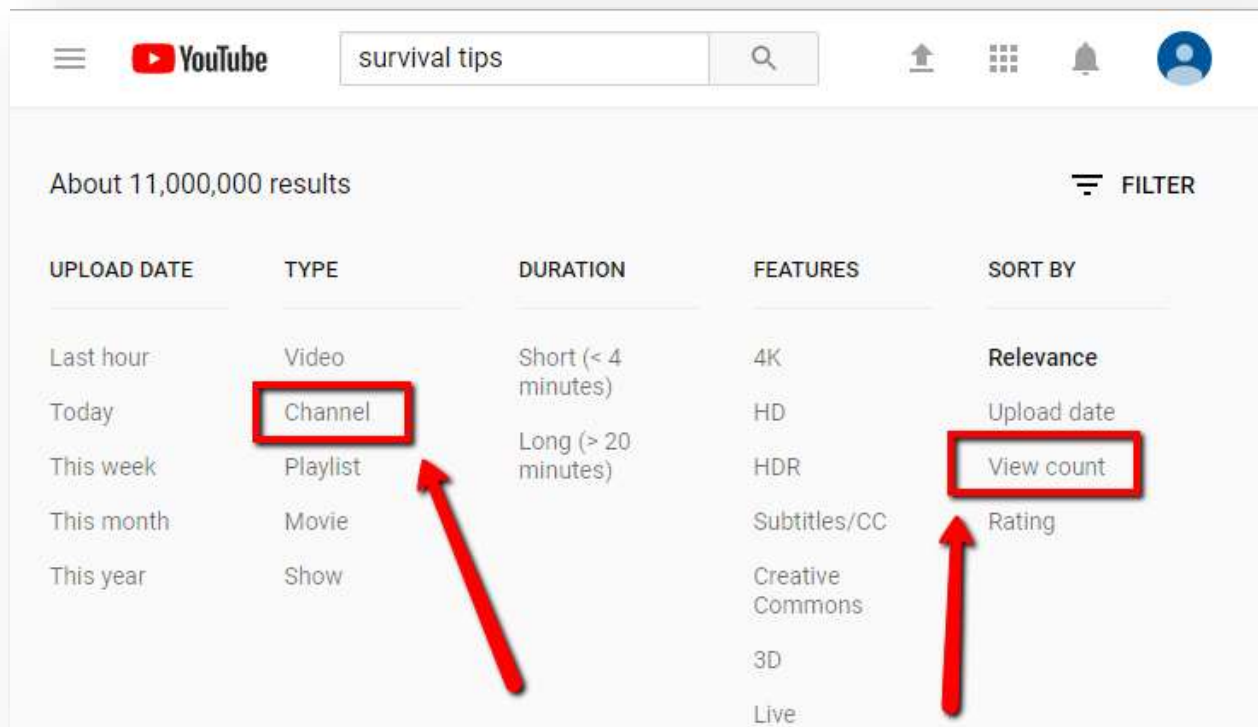 YouTube
survival tips
About 11,000,000 results
FILTER
UPLOAD DATE
Last hour
Today
This week
This month
This year
TYPE
Video
Channel
Playlist
Movie
Show
DURATION
Short (< 4
minutes)
Long (> 20
minutes)
FEATURES
4K
HD
HDR
Subtitles/CC
Creative
Commons
3D
Live
SORT BY
Relevance
Upload date
View count
Rating